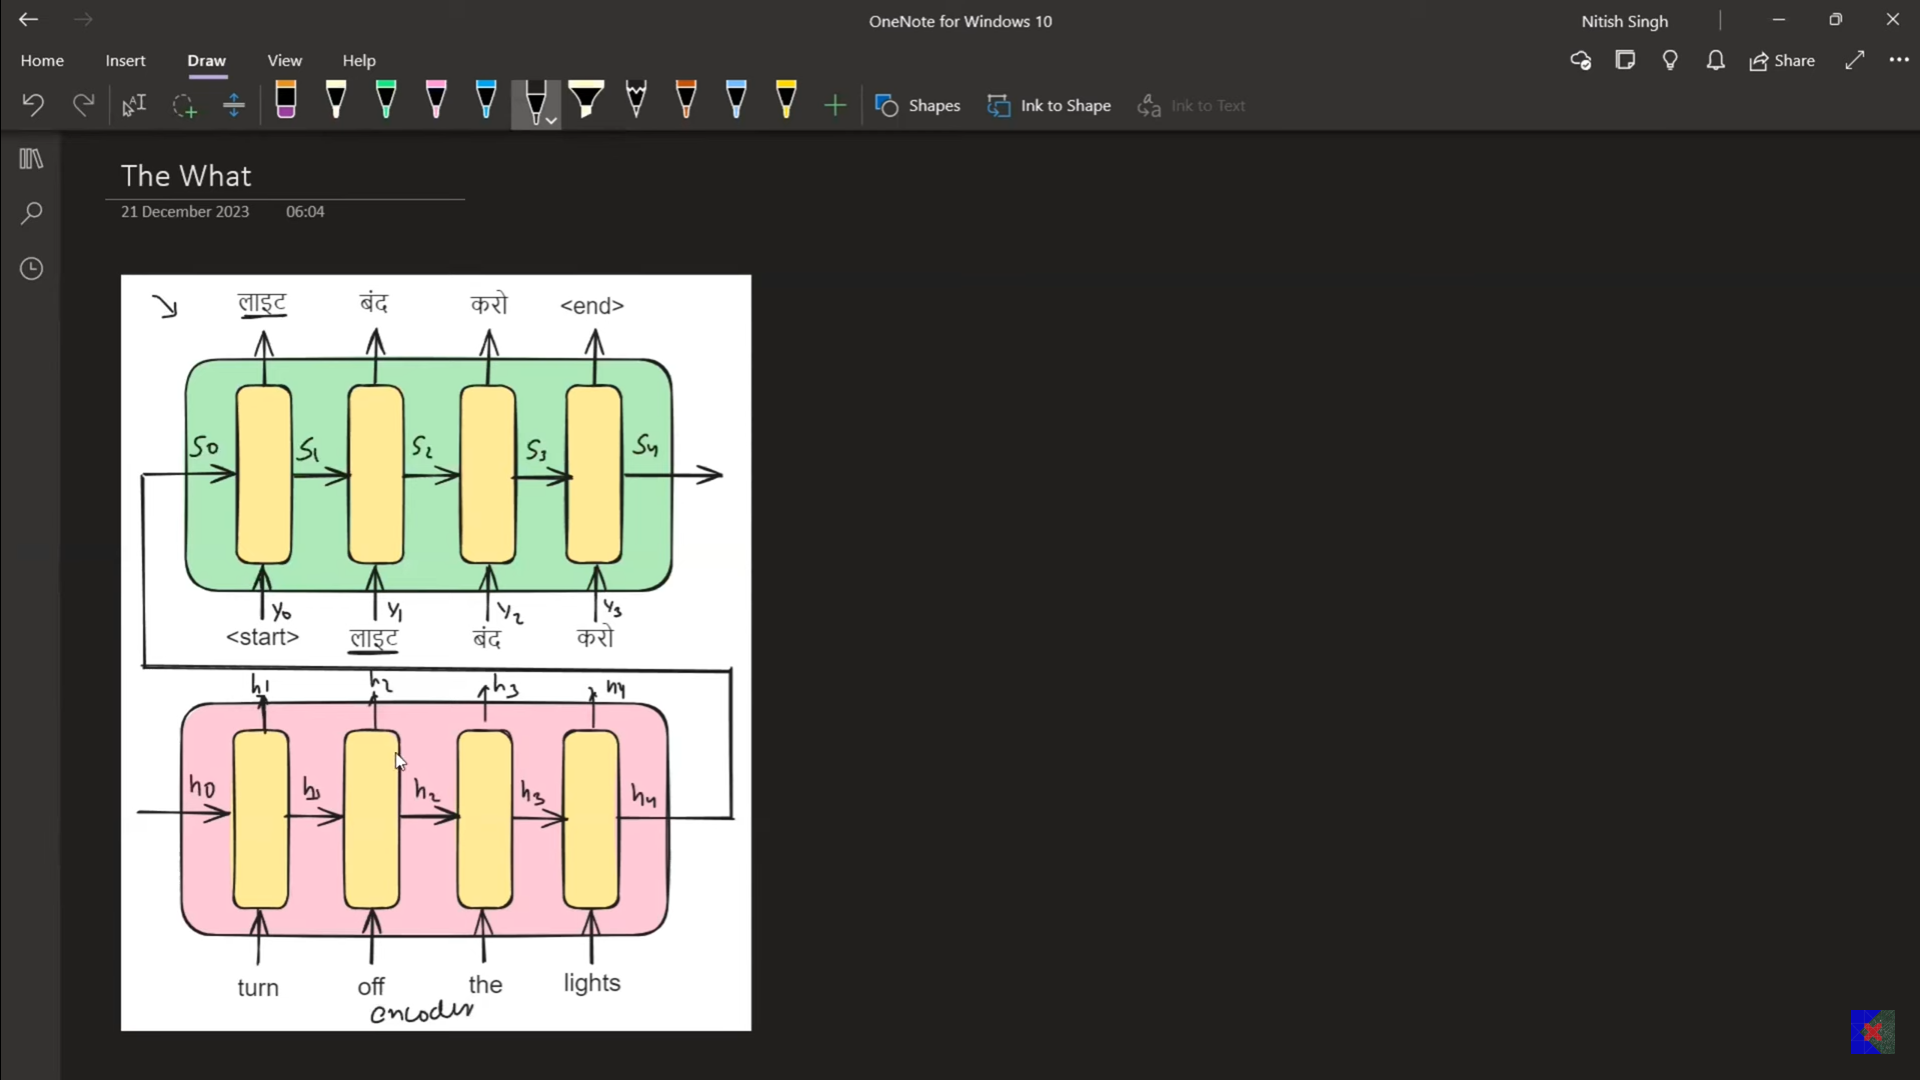 OneNote for Windows 10
Nitish Singh
Home Insert Draw View Help
Share
Shapes Ink to Shape Ink to Text
The What
21 December 2023 06:04
लाइट बंद करो <end>
S0 S1 S2 S3 S4
y0 y1 y2 y3
<start> लाइट बंद करो
h1 h2 h3 h4
h0 h1 h2 h3 h4
turn off the lights
encoder